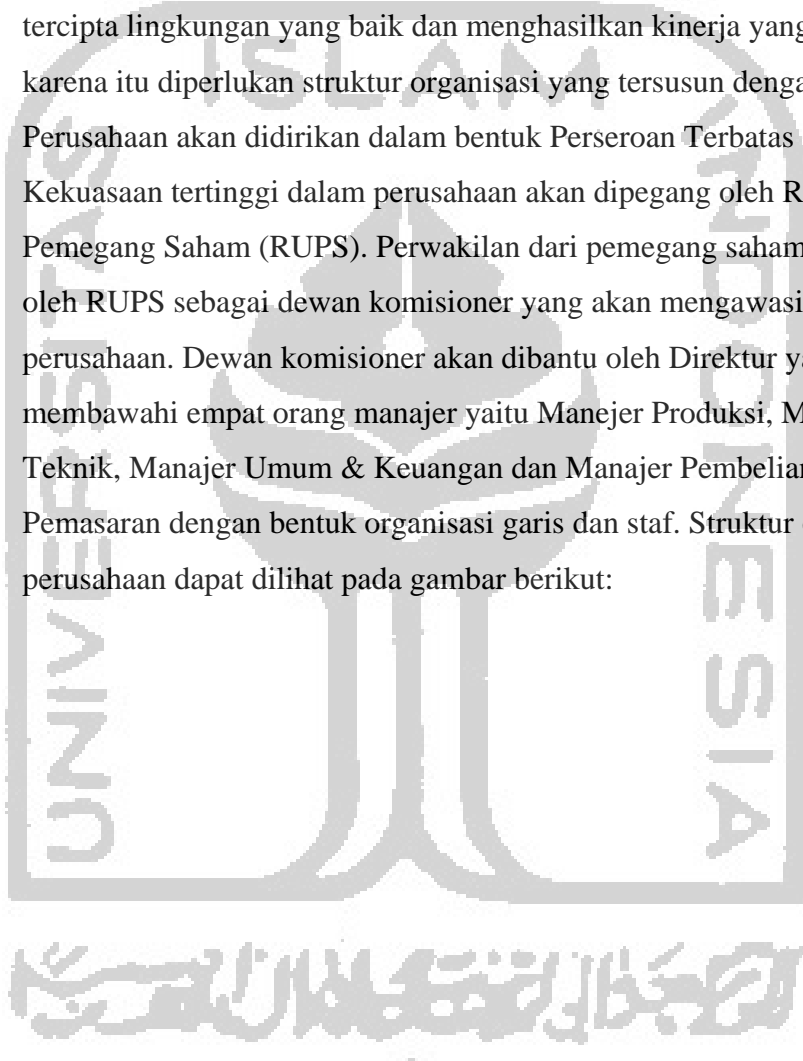 tercipta lingkungan yang baik dan menghasilkan kinerja yang
karena itu diperlukan struktur organisasi yang tersusun denga
Perusahaan akan didirikan dalam bentuk Perseroan Terbatas
Kekuasaan tertinggi dalam perusahaan akan dipegang oleh R
Pemegang Saham (RUPS). Perwakilan dari pemegang saham
oleh RUPS sebagai dewan komisioner yang akan mengawasi
perusahaan. Dewan komisioner akan dibantu oleh Direktur ya
membawahi empat orang manajer yaitu Manejer Produksi, M
Teknik, Manajer Umum & Keuangan dan Manajer Pembelian
Pemasaran dengan bentuk organisasi garis dan staf. Struktur
perusahaan dapat dilihat pada gambar berikut:
UNIVERSITAS
ISLAM
INDONESIA